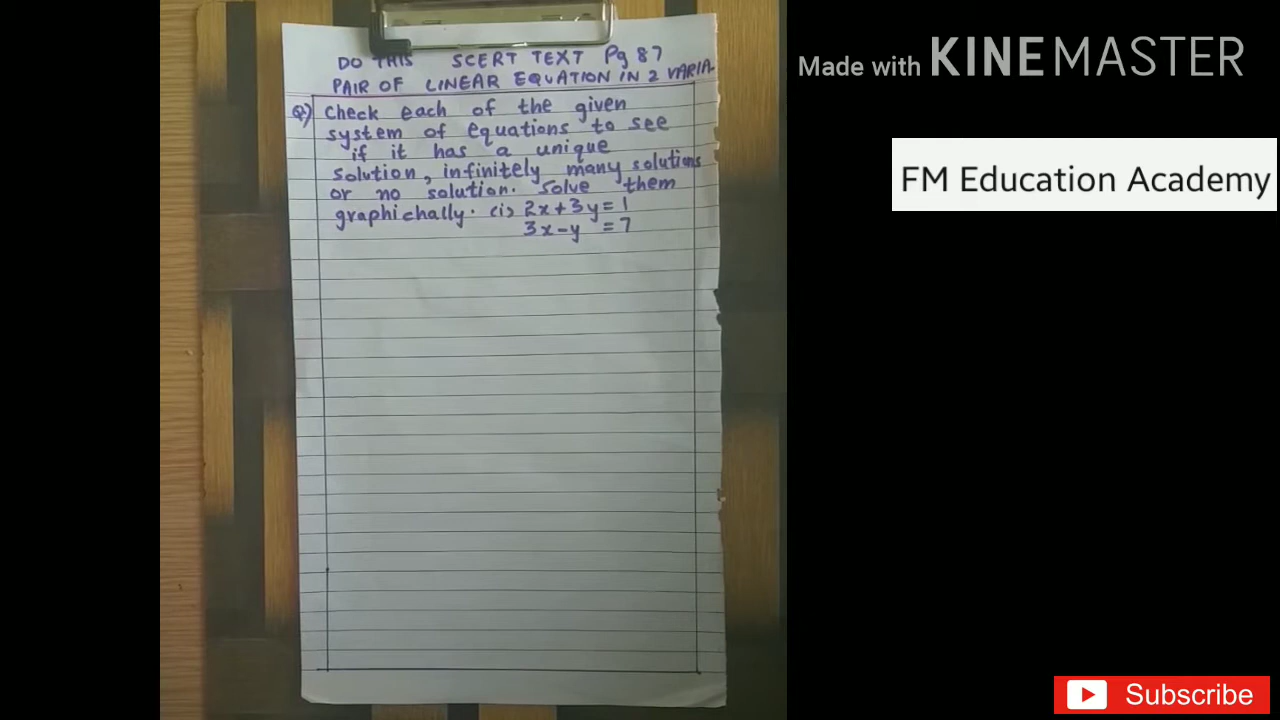 DO THIS SCERT TEXT Pg 87
PAIR OF LINEAR EQUATION IN 2 VARIA
Q) Check each of the given
system of equations to see
if it has a unique
solution, infinitely many solutions
or no solution. Solve them
graphichally. (i) 2x+3y=1
3x-y =7
Made with KINEMASTER
FM Education Academy
Subscribe